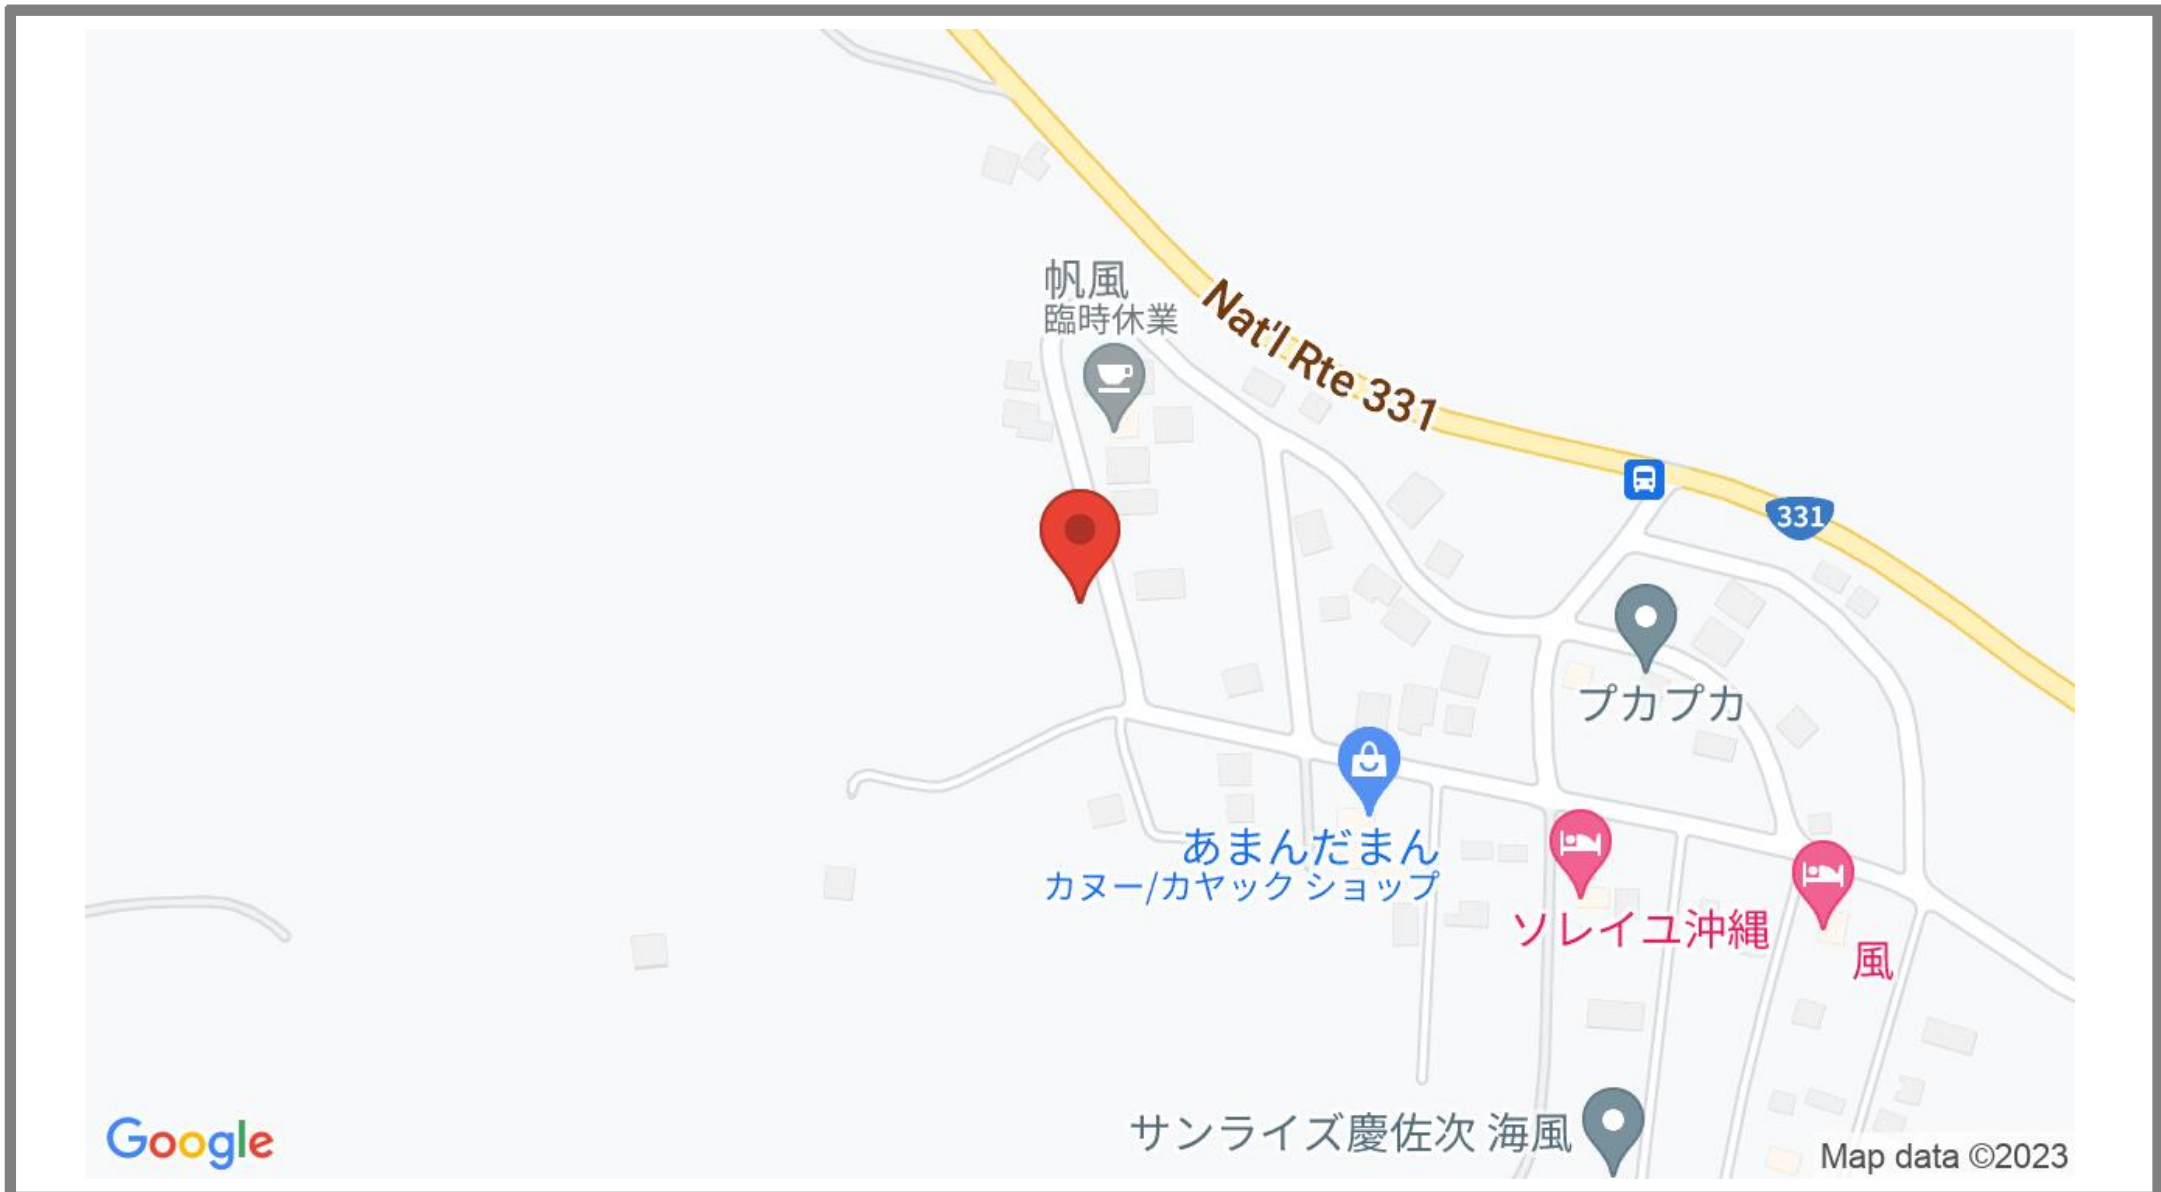 帆風
臨時休業
Nat'l Rte 331
331
プカプカ
あまんだまん
カヌー/カヤック ショップ
ソレイユ沖縄
風
サンライズ慶佐次 海風
Google
Map data ©2023